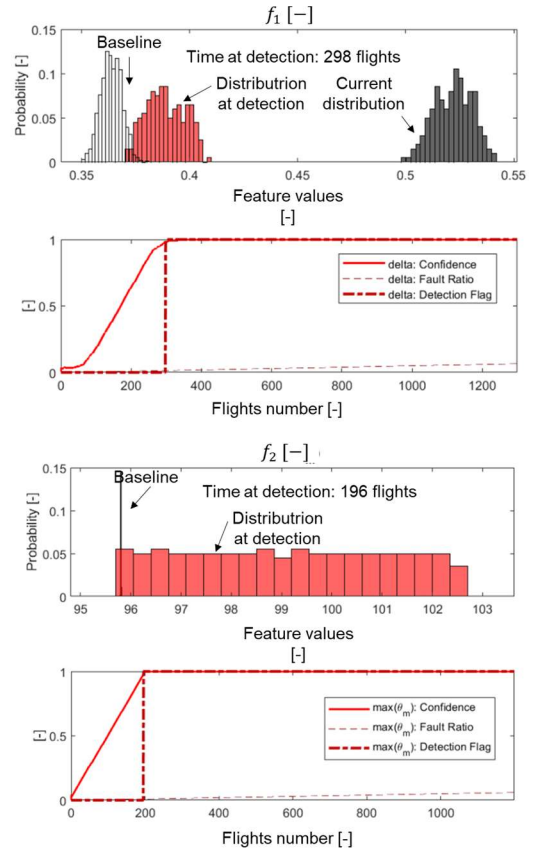 f₁ [−]
0.15
0.1
0.05
0
Probability [-]
Baseline
Time at detection: 298 flights
Distributrion
at detection
Current
distribution
0.35
0.4
0.45
0.5
0.55
Feature values
[-]
1
0.5
0
[-]
delta: Confidence
delta: Fault Ratio
delta: Detection Flag
0
200
400
600
800
1000
1200
Flights number [-]
f₂ [−]
0.15
0.1
0.05
0
Probability [-]
Baseline
Time at detection: 196 flights
Distributrion
at detection
95
96
97
98
99
100
101
102
103
Feature values
[-]
1
0.5
0
[-]
max(θₘ): Confidence
max(θₘ): Fault Ratio
max(θₘ): Detection Flag
0
200
400
600
800
1000
Flights number [-]